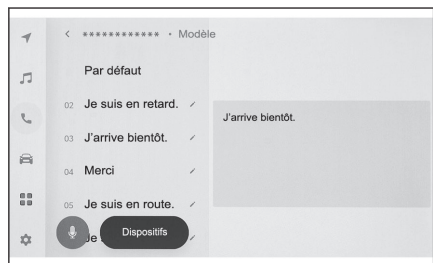 ************ • Modèle
Par défaut
02 Je suis en retard.
03 J'arrive bientôt.
04 Merci
05 Je suis en route.
Je
Dispositifs
J'arrive bientôt.